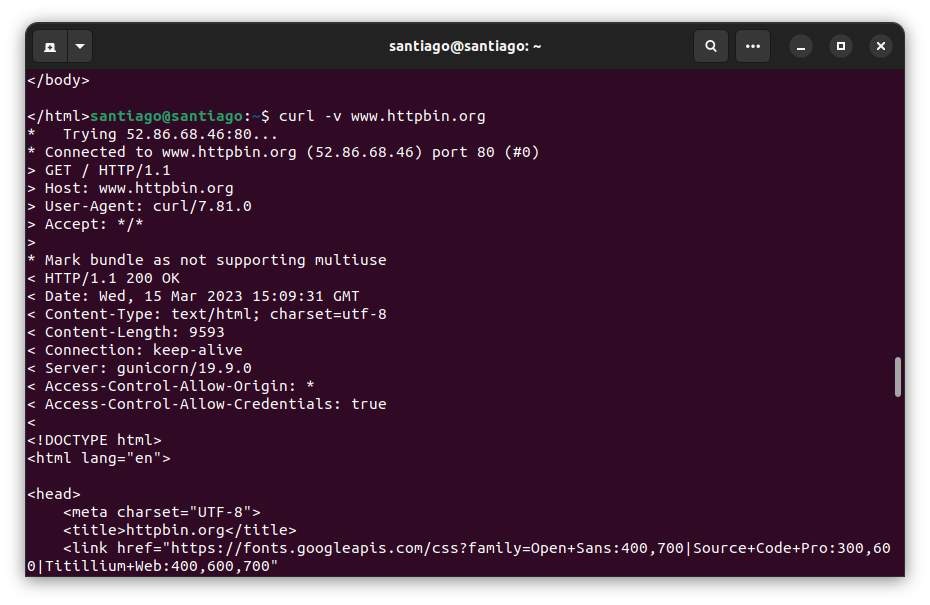 santiago@santiago: ~
</body>
</html>santiago@santiago:~$ curl -v www.httpbin.org
*   Trying 52.86.68.46:80...
* Connected to www.httpbin.org (52.86.68.46) port 80 (#0)
> GET / HTTP/1.1
> Host: www.httpbin.org
> User-Agent: curl/7.81.0
> Accept: */*
>
* Mark bundle as not supporting multiuse
< HTTP/1.1 200 OK
< Date: Wed, 15 Mar 2023 15:09:31 GMT
< Content-Type: text/html; charset=utf-8
< Content-Length: 9593
< Connection: keep-alive
< Server: gunicorn/19.9.0
< Access-Control-Allow-Origin: *
< Access-Control-Allow-Credentials: true
<
<!DOCTYPE html>
<html lang="en">
<head>
    <meta charset="UTF-8">
    <title>httpbin.org</title>
    <link href="https://fonts.googleapis.com/css?family=Open+Sans:400,700|Source+Code+Pro:300,60
0|Titillium+Web:400,600,700"